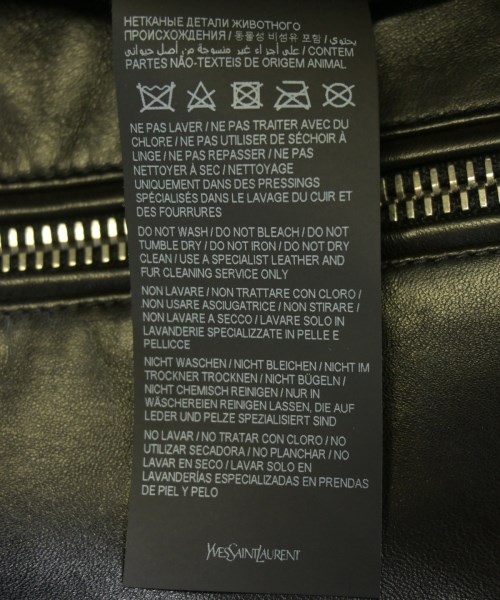 НЕТКАНЫЕ ДЕТАЛИ ЖИВОТНОГО
ПРОИСХОЖДЕНИЯ / 동물성 비섬유 포함 / يحتوي
على أجزاء غير منسوجة من أصل حيواني / CONTEM
PARTES NÃO-TEXTEIS DE ORIGEM ANIMAL
NE PAS LAVER / NE PAS TRAITER AVEC DU
CHLORE / NE PAS UTILISER DE SÉCHOIR À
LINGE / NE PAS REPASSER / NE PAS
NETTOYER À SEC / NETTOYAGE
UNIQUEMENT DANS DES PRESSINGS
SPÉCIALISÉS DANS LE LAVAGE DU CUIR ET
DES FOURRURES
DO NOT WASH / DO NOT BLEACH / DO NOT
TUMBLE DRY / DO NOT IRON / DO NOT DRY
CLEAN / USE A SPECIALIST LEATHER AND
FUR CLEANING SERVICE ONLY
NON LAVARE / NON TRATTARE CON CLORO /
NON USARE ASCIUGATRICE / NON STIRARE /
NON LAVARE A SECCO / LAVARE SOLO IN
LAVANDERIE SPECIALIZZATE IN PELLE E
PELLICCE
NICHT WASCHEN / NICHT BLEICHEN / NICHT IM
TROCKNER TROCKNEN / NICHT BÜGELN /
NICHT CHEMISCH REINIGEN / NUR IN
WÄSCHEREIEN REINIGEN LASSEN, DIE AUF
LEDER UND PELZE SPEZIALISIERT SIND
NO LAVAR / NO TRATAR CON CLORO / NO
UTILIZAR SECADORA / NO PLANCHAR / NO
LAVAR EN SECO / LAVAR SOLO EN
LAVANDERÍAS ESPECIALIZADAS EN PRENDAS
DE PIEL Y PELO
YVESSAINTLAURENT